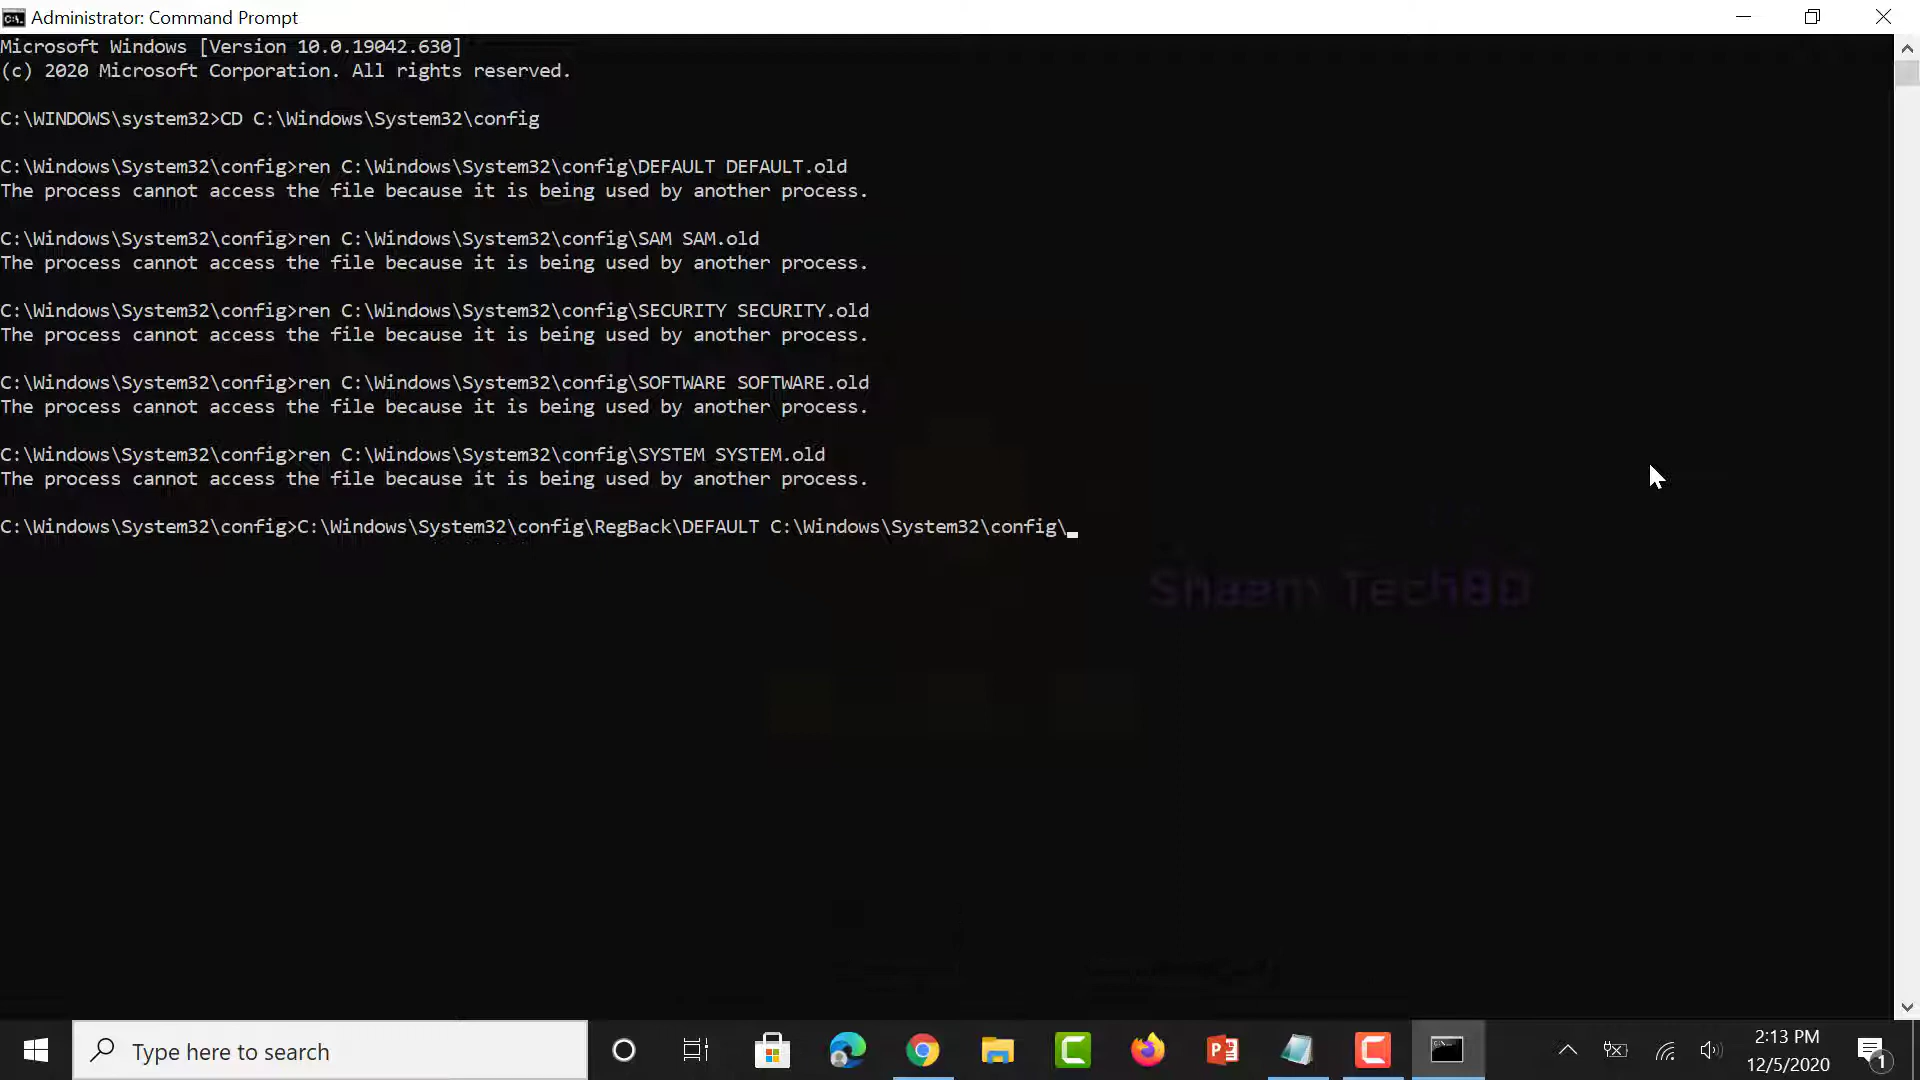 Administrator: Command Prompt
Microsoft Windows [Version 10.0.19042.630]
(c) 2020 Microsoft Corporation. All rights reserved.
C:\WINDOWS\system32>CD C:\Windows\System32\config
C:\Windows\System32\config>ren C:\Windows\System32\config\DEFAULT DEFAULT.old
The process cannot access the file because it is being used by another process.
C:\Windows\System32\config>ren C:\Windows\System32\config\SAM SAM.old
The process cannot access the file because it is being used by another process.
C:\Windows\System32\config>ren C:\Windows\System32\config\SECURITY SECURITY.old
The process cannot access the file because it is being used by another process.
C:\Windows\System32\config>ren C:\Windows\System32\config\SOFTWARE SOFTWARE.old
The process cannot access the file because it is being used by another process.
C:\Windows\System32\config>ren C:\Windows\System32\config\SYSTEM SYSTEM.old
The process cannot access the file because it is being used by another process.
C:\Windows\System32\config>C:\Windows\System32\config\RegBack\DEFAULT C:\Windows\System32\config\
Type here to search
2:13 PM
12/5/2020
1